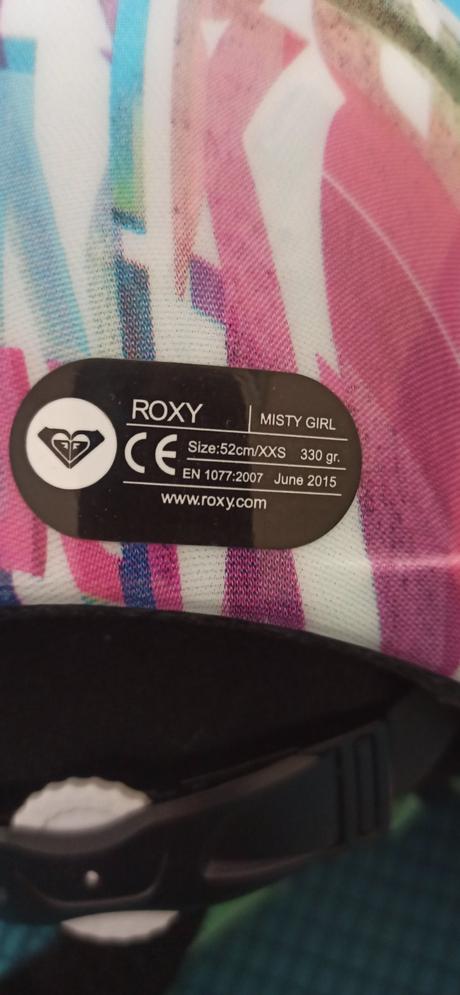 ROXY | MISTY GIRL
CE Size:52cm/XXS 330 gr.
EN 1077:2007 June 2015
www.roxy.com